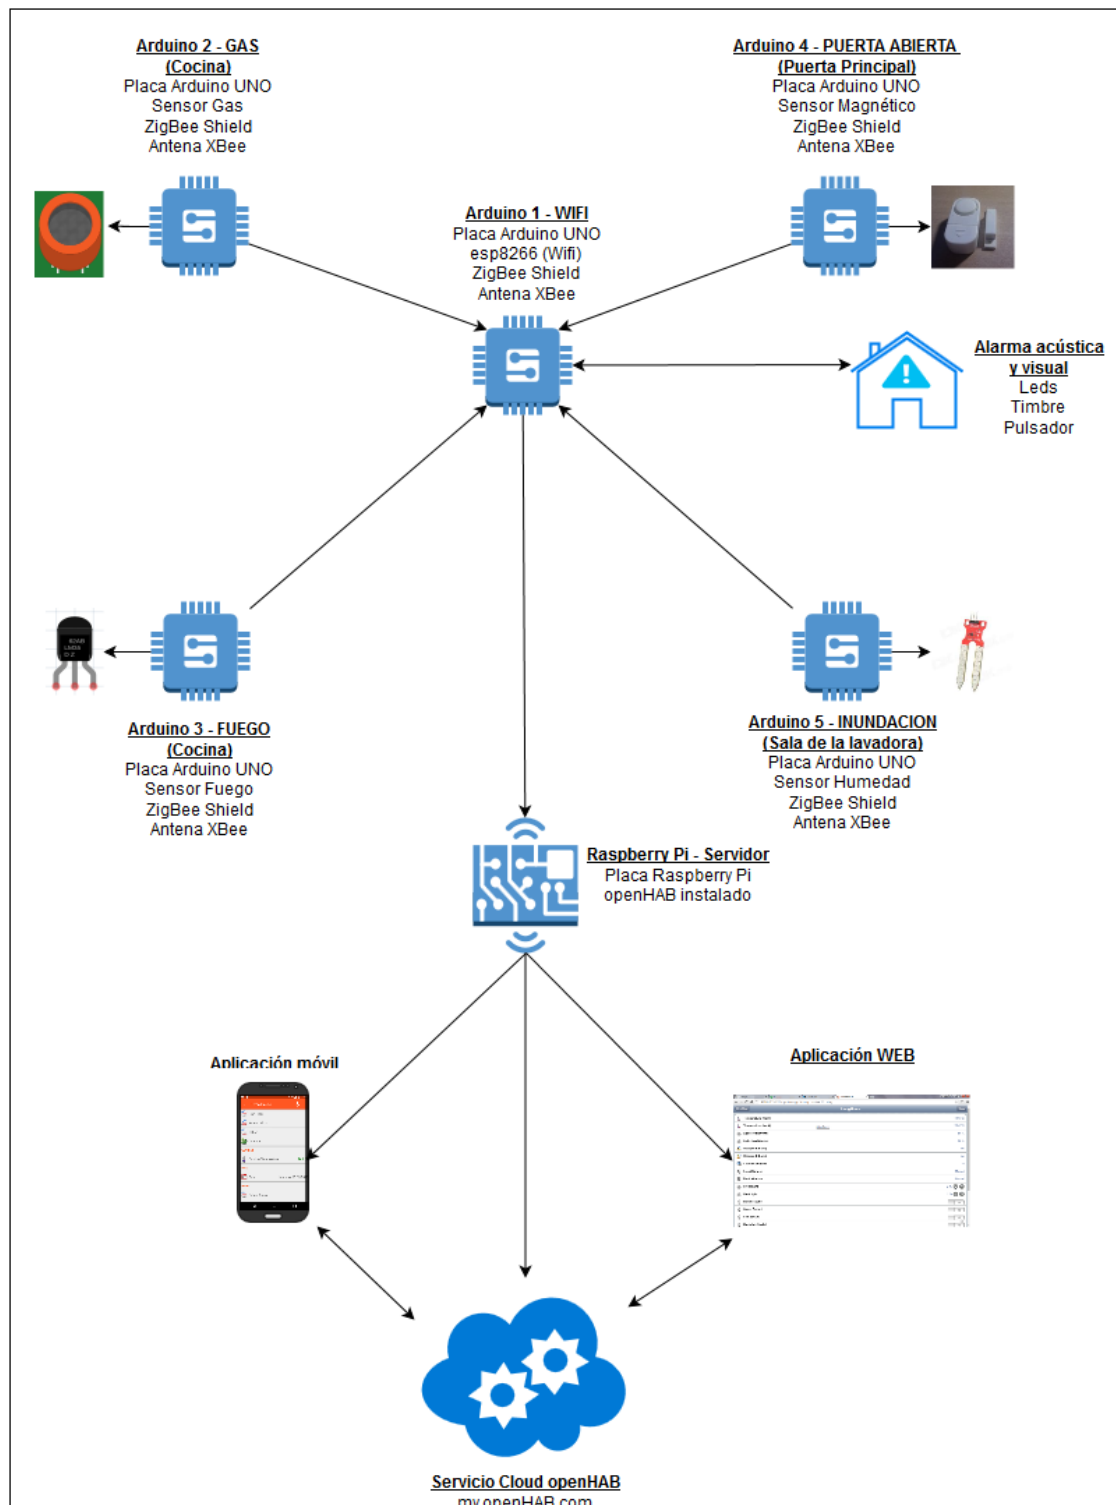 Arduino 2 - GAS
(Cocina)
Placa Arduino UNO
Sensor Gas
ZigBee Shield
Antena XBee
Arduino 4 - PUERTA ABIERTA
(Puerta Principal)
Placa Arduino UNO
Sensor Magnético
ZigBee Shield
Antena XBee
Arduino 1 - WIFI
Placa Arduino UNO
esp8266 (Wifi)
ZigBee Shield
Antena XBee
Alarma acústica
y visual
Leds
Timbre
Pulsador
Arduino 3 - FUEGO
(Cocina)
Placa Arduino UNO
Sensor Fuego
ZigBee Shield
Antena XBee
Arduino 5 - INUNDACION
(Sala de la lavadora)
Placa Arduino UNO
Sensor Humedad
ZigBee Shield
Antena XBee
Raspberry Pi - Servidor
Placa Raspberry Pi
openHAB instalado
Aplicación móvil
Aplicación WEB
Servicio Cloud openHAB
my.openHAB.com